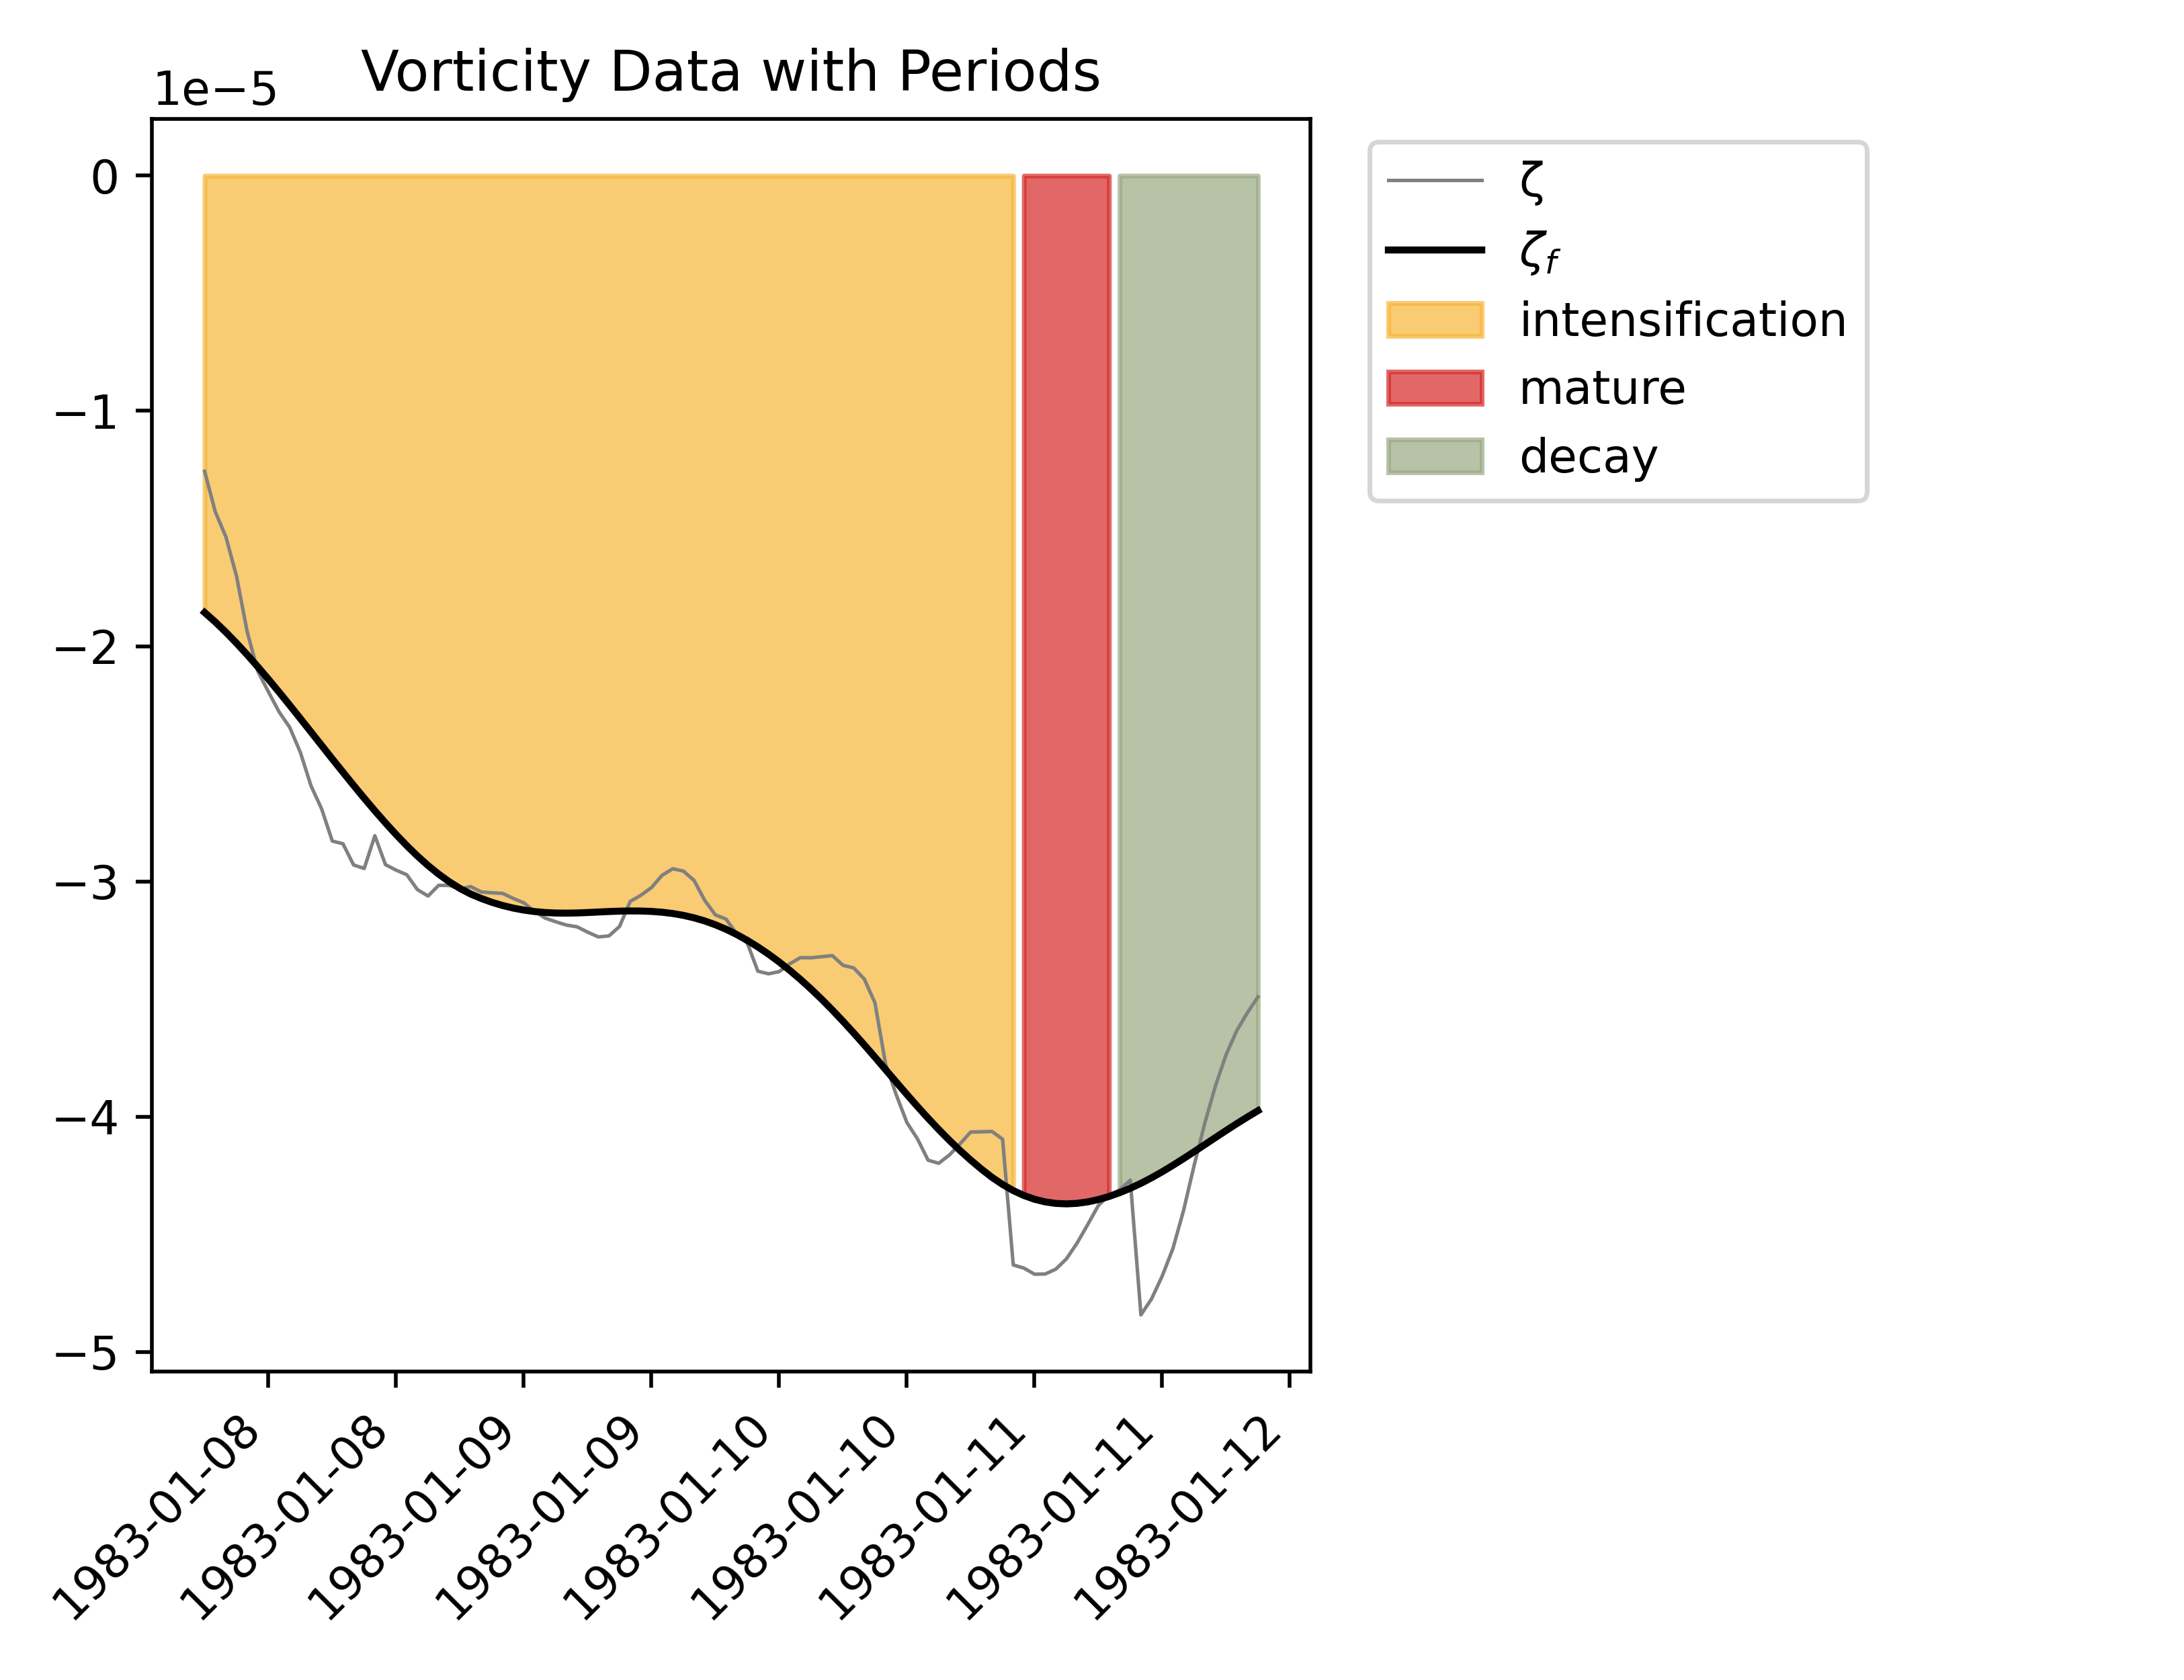 Vorticity Data with Periods
1e−5
0
−1
−2
−3
−4
−5
1983-01-08
1983-01-08
1983-01-09
1983-01-09
1983-01-10
1983-01-10
1983-01-11
1983-01-11
1983-01-12
ζ
ζf
intensification
mature
decay